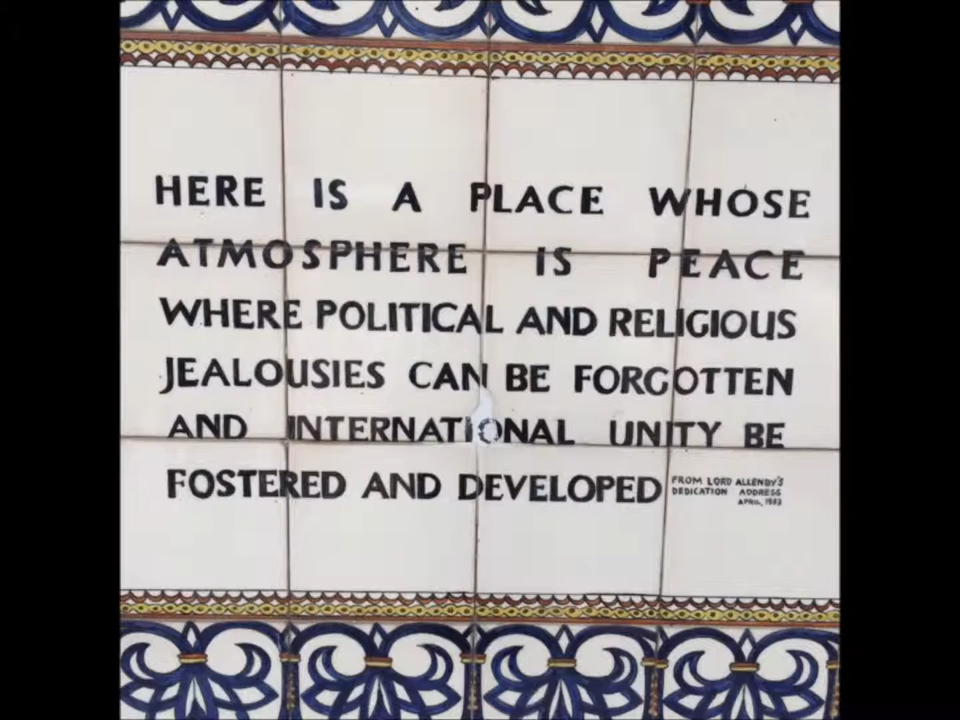 HERE IS A PLACE WHOSE
ATMOSPHERE IS PEACE
WHERE POLITICAL AND RELIGIOUS
JEALOUSIES CAN BE FORGOTTEN
AND INTERNATIONAL UNITY BE
FOSTERED AND DEVELOPED
FROM LORD ALLENBY'S
DEDICATION ADDRESS
APRIL, 1933